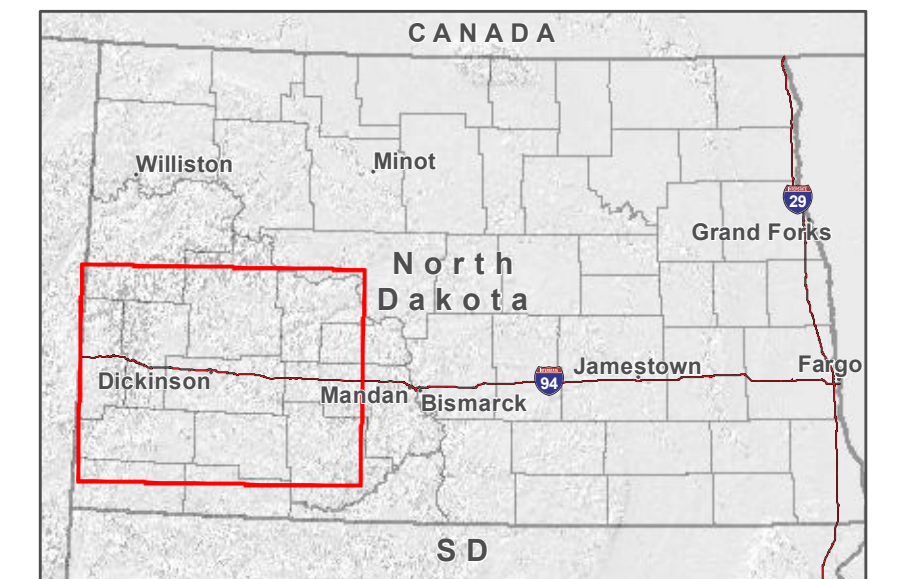 CANADA
Williston
Minot
29
Grand Forks
North
Dakota
Jamestown
Fargo
94
Dickinson
Mandan
Bismarck
SD